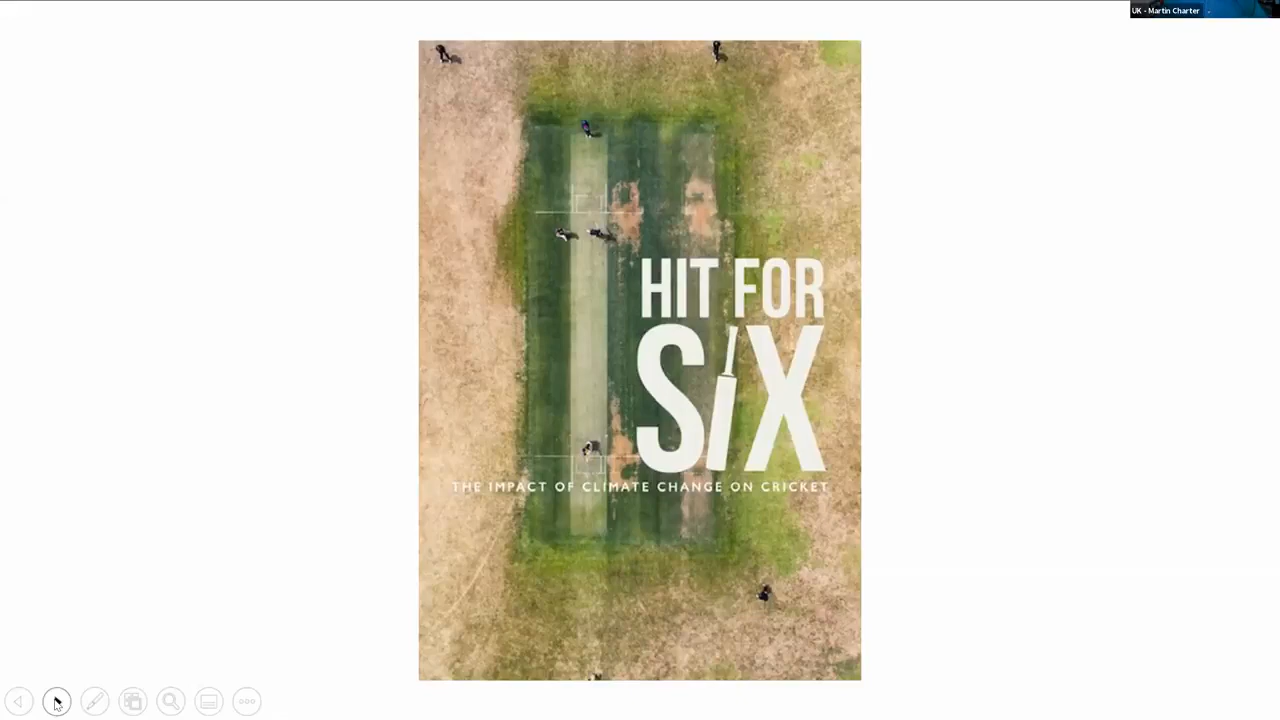 UK - Martin Charter
HIT FOR
SiX
THE IMPACT OF CLIMATE CHANGE ON CRICKET